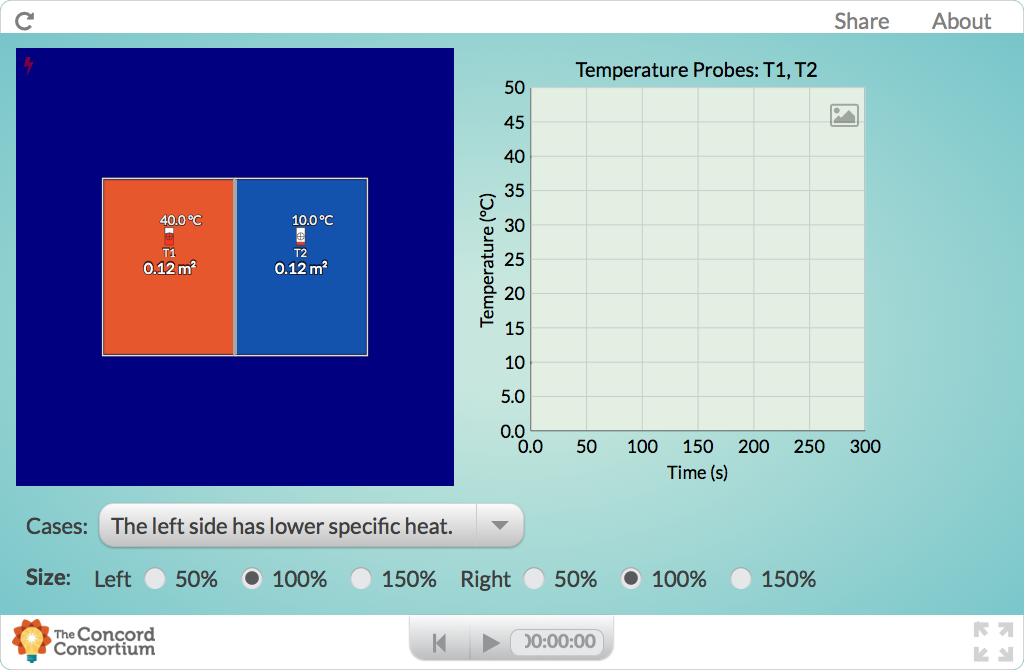 Share About
Temperature Probes: T1, T2
50
45
40
35
30
25
20
15
10
5.0
0.0
Temperature (°C)
0.0 50 100 150 200 250 300
Time (s)
40.0 °C
T1
0.12 m²
10.0 °C
T2
0.12 m²
Cases: The left side has lower specific heat.
Size: Left 50% 100% 150% Right 50% 100% 150%
The Concord
Consortium
00:00:00